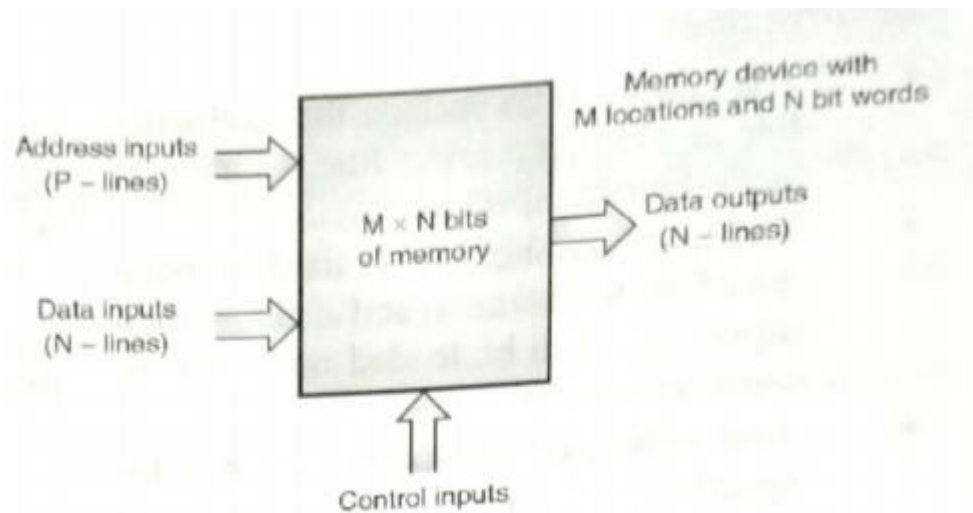 Memory device with
M locations and N bit words
Address inputs
(P – lines)
M × N bits
of memory
Data outputs
(N – lines)
Data inputs
(N – lines)
Control inputs